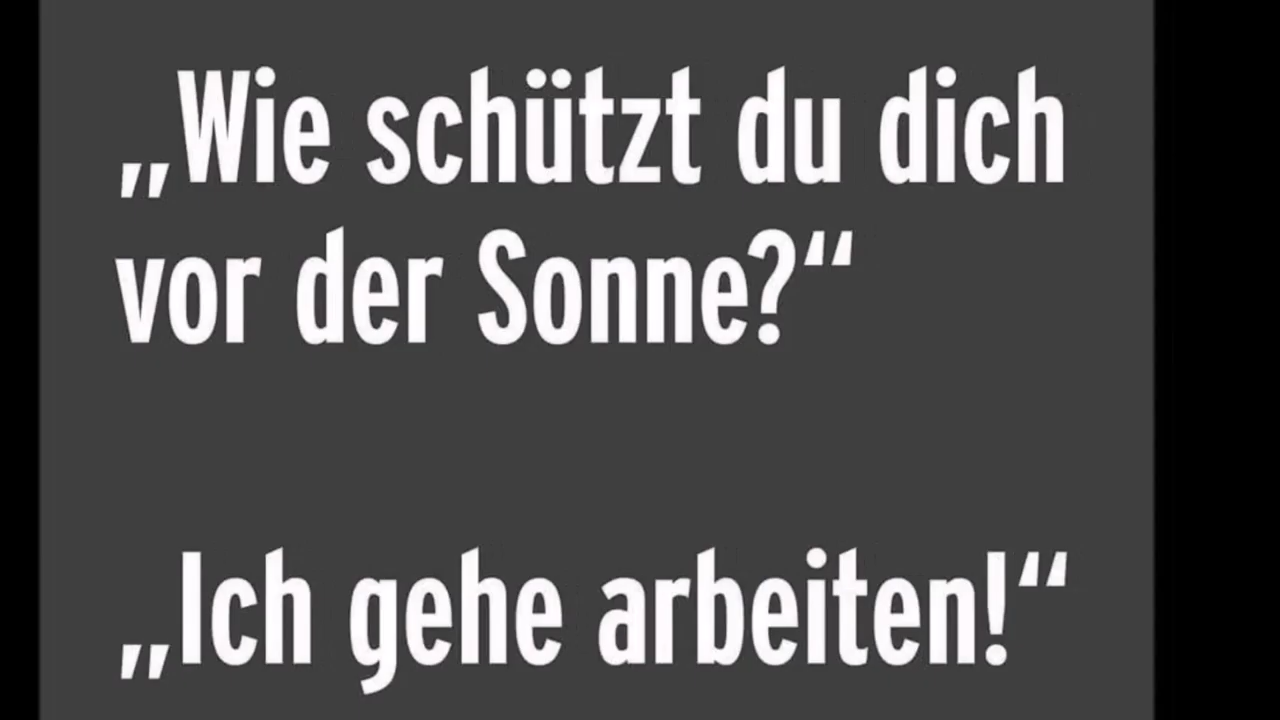 „Wie schützt du dich
vor der Sonne?“
„Ich gehe arbeiten!“